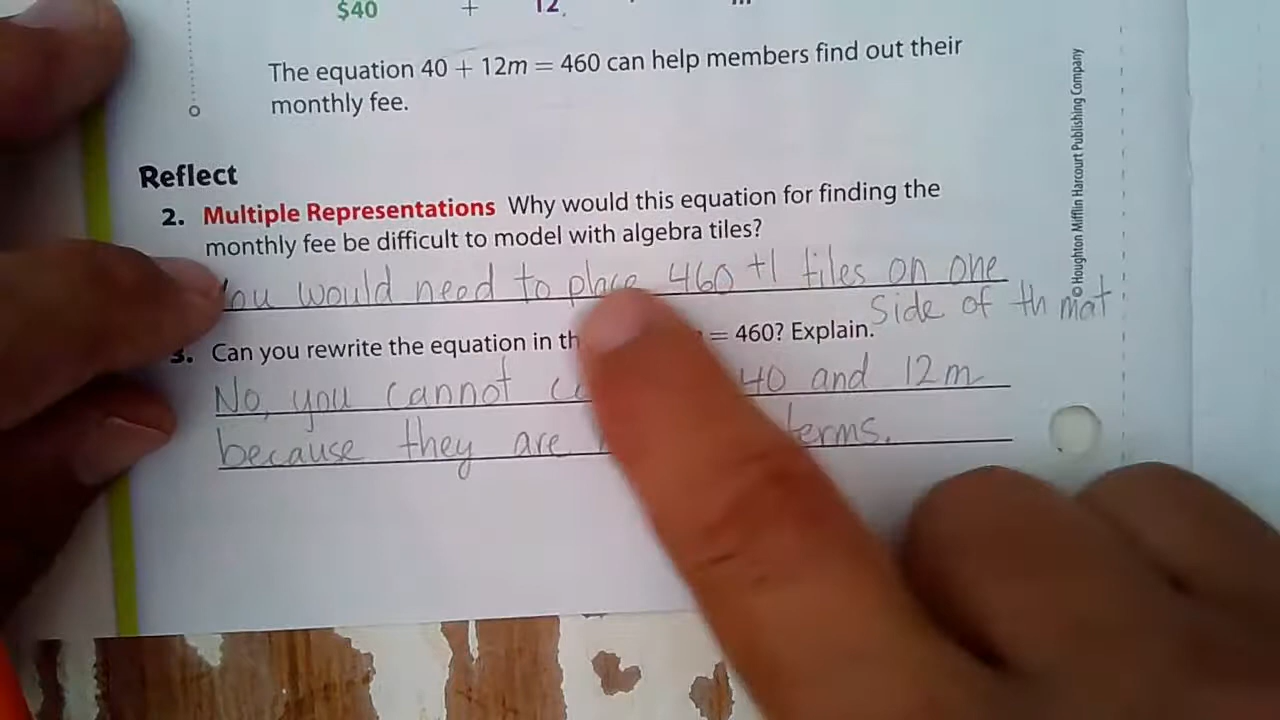 $40 + 12
The equation 40 + 12m = 460 can help members find out their
monthly fee.
Reflect
2. Multiple Representations Why would this equation for finding the
monthly fee be difficult to model with algebra tiles?
You would need to place 460 +1 tiles on one
side of th mat
3. Can you rewrite the equation in = 460? Explain.
No, you cannot 40 and 12m
because they are terms.
© Houghton Mifflin Harcourt Publishing Company